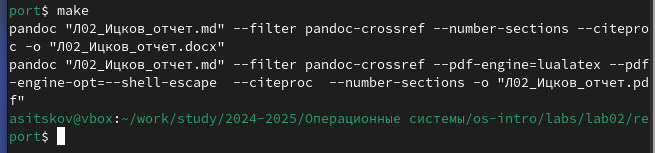 port$ make
pandoc "Л02_Ицков_отчет.md" --filter pandoc-crossref --number-sections --citepro
c -o "Л02_Ицков_отчет.docx"
pandoc "Л02_Ицков_отчет.md" --filter pandoc-crossref --pdf-engine=lualatex --pdf
-engine-opt=--shell-escape  --citeproc  --number-sections -o "Л02_Ицков_отчет.pd
f"
asitskov@vbox:~/work/study/2024-2025/Операционные системы/os-intro/labs/lab02/re
port$